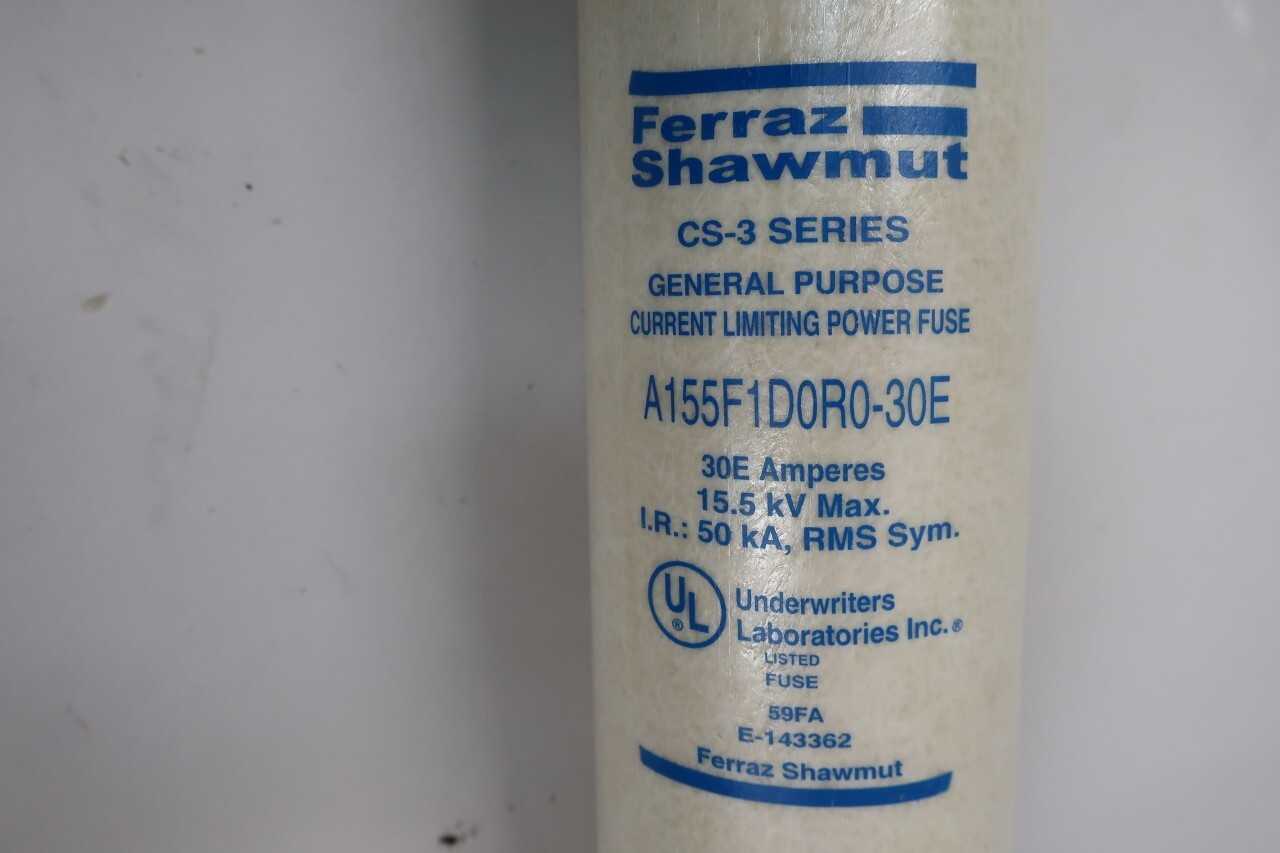 Ferraz
Shawmut
CS-3 SERIES
GENERAL PURPOSE
CURRENT LIMITING POWER FUSE
A155F1D0R0-30E
30E Amperes
15.5 kV Max.
I.R.: 50 kA, RMS Sym.
UL ®
Underwriters
Laboratories Inc.®
LISTED
FUSE
59FA
E-143362
Ferraz Shawmut